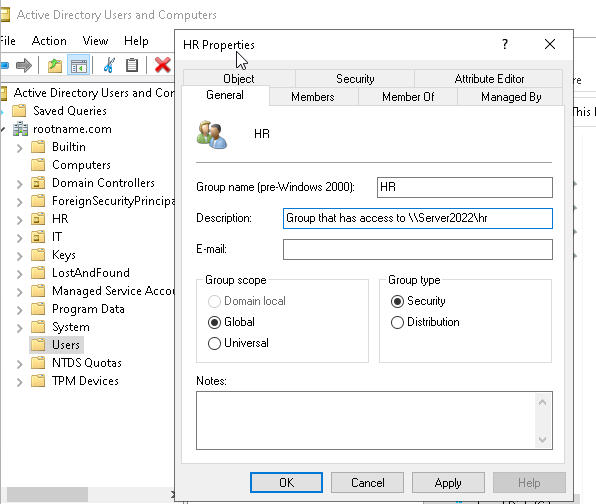 Active Directory Users and Computers
File Action View Help
HR Properties
?
Active Directory Users and Com
Saved Queries
rootname.com
Builtin
Computers
Domain Controllers
ForeignSecurityPrincipa
HR
IT
Keys
LostAndFound
Managed Service Accou
Program Data
System
Users
NTDS Quotas
TPM Devices
Object Security Attribute Editor
General Members Member Of Managed By
HR
Group name (pre-Windows 2000): HR
Description: Group that has access to \\Server2022\hr
E-mail:
Group scope
Domain local
Global
Universal
Group type
Security
Distribution
Notes:
OK Cancel Apply Help
re
This l